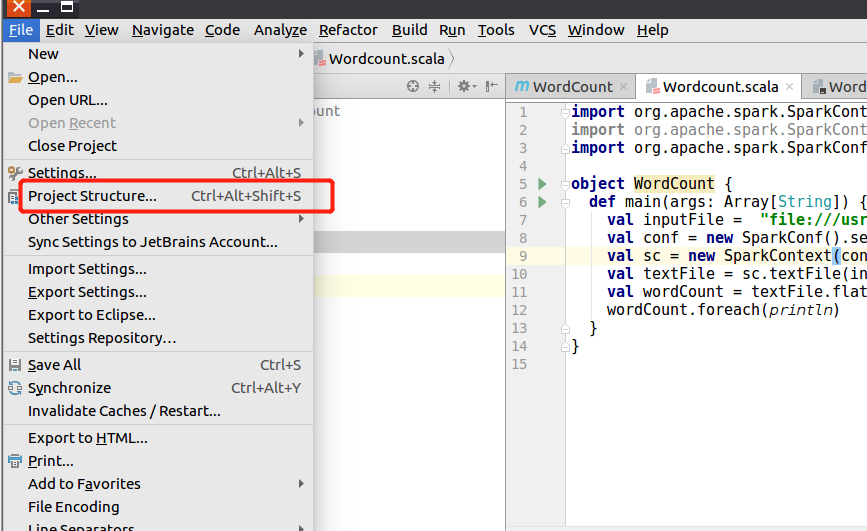 File Edit View Navigate Code Analyze Refactor Build Run Tools VCS Window Help
New
Open...
Open URL...
Open Recent
Close Project
Settings... Ctrl+Alt+S
Project Structure... Ctrl+Alt+Shift+S
Other Settings
Sync Settings to JetBrains Account...
Import Settings...
Export Settings...
Export to Eclipse...
Settings Repository...
Save All Ctrl+S
Synchronize Ctrl+Alt+Y
Invalidate Caches / Restart...
Export to HTML...
Print...
Add to Favorites
File Encoding
Line Separators
Wordcount.scala
ount
m WordCount × Wordcount.scala × Word
1 import org.apache.spark.SparkCont
2 import org.apache.spark.SparkCont
3 import org.apache.spark.SparkConf
4
5 object WordCount {
6 def main(args: Array[String]) {
7 val inputFile = "file:///usr
8 val conf = new SparkConf().se
9 val sc = new SparkContext(con
10 val textFile = sc.textFile(in
11 val wordCount = textFile.flat
12 wordCount.foreach(println)
13 }
14 }
15